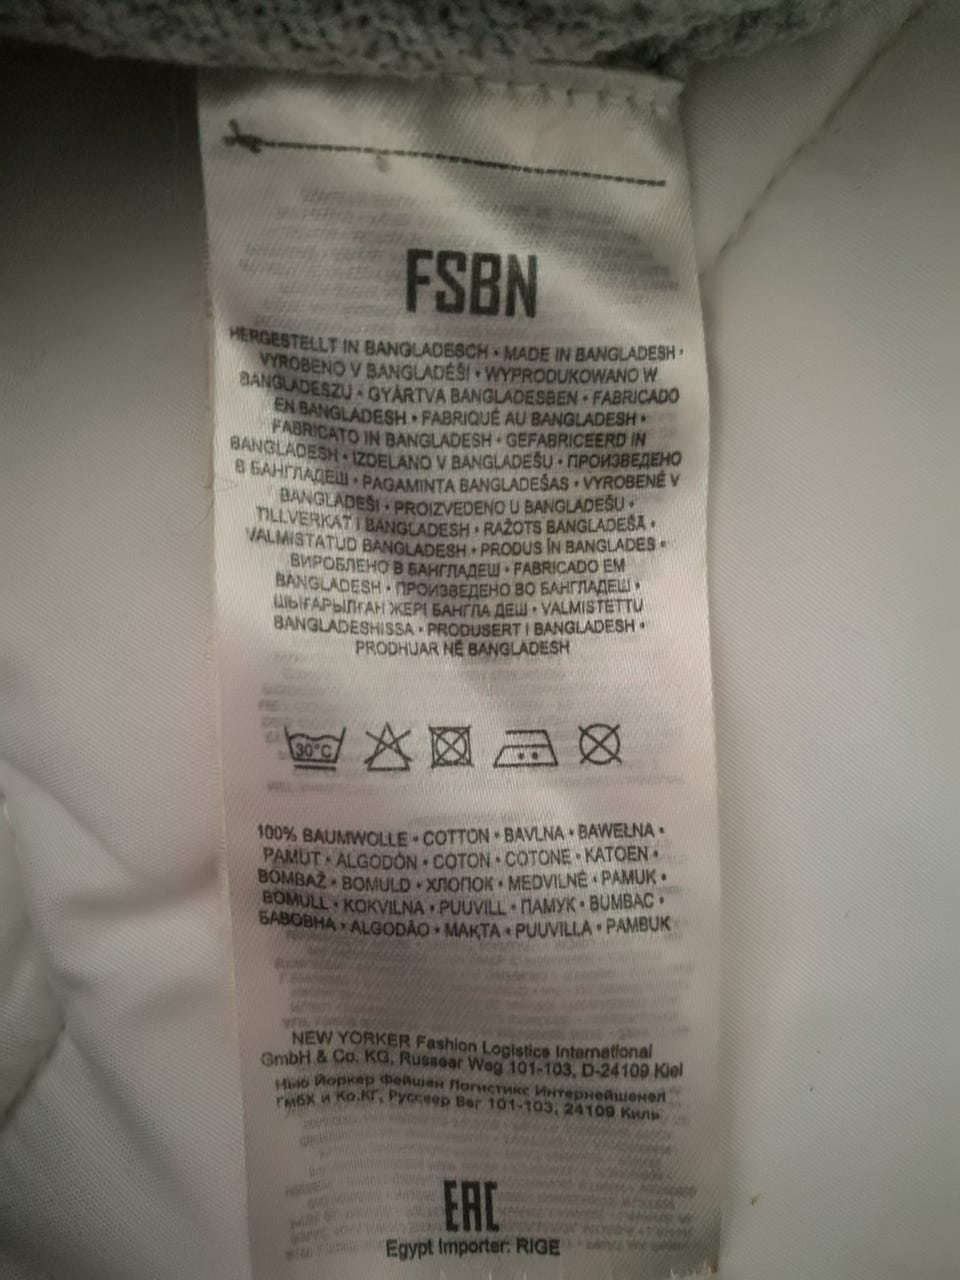 FSBN
HERGESTELLT IN BANGLADESCH • MADE IN BANGLADESH •
VYROBENO V BANGLADÉŠI • WYPRODUKOWANO W
BANGLADESZU • GYÁRTVA BANGLADESBEN • FABRICADO
EN BANGLADESH • FABRIQUÉ AU BANGLADESH •
FABRICATO IN BANGLADESH • GEFABRICEERD IN
BANGLADESH • IZDELANO V BANGLADEŠU • ПРОИЗВЕДЕНО
В БАНГЛАДЕШ • PAGAMINTA BANGLADEŠAS • VYROBENÉ V
BANGLADEŠI • PROIZVEDENO U BANGLADEŠU •
TILLVERKAT I BANGLADESH • RAŽOTS BANGLADEŠĀ •
VALMISTATUD BANGLADESH • PRODUS ÎN BANGLADES •
ВИРОБЛЕНО В БАНГЛАДЕШ • FABRICADO EM
BANGLADESH • ПРОИЗВЕДЕНО ВО БАНГЛАДЕШ •
ШЫҒАРЫЛҒАН ЖЕРІ БАНГЛА ДЕШ • VALMISTETTU
BANGLADESHISSA • PRODUSERT I BANGLADESH •
PRODHUAR NË BANGLADESH
30°C
100% BAUMWOLLE • COTTON • BAVLNA • BAWEŁNA •
PAMUT • ALGODÓN • COTON • COTONE • KATOEN •
BOMBAŽ • BOMULD • ХЛОПОК • MEDVILNĖ • PAMUK •
BOMULL • KOKVILNA • PUUVILL • ПАМУК • BUMBAC •
БАВОВНА • ALGODÃO • МАҚТА • PUUVILLA • PAMBUK
NEW YORKER Fashion Logistics International
GmbH & Co. KG, Russeer Weg 101-103, D-24109 Kiel
Нью Йоркер Фейшен Логистикс Интернейшенел
ГмбХ и Ко.КГ, Руссеер Вег 101-103, 24109 Киль
EAC
Egypt Importer: RIGE